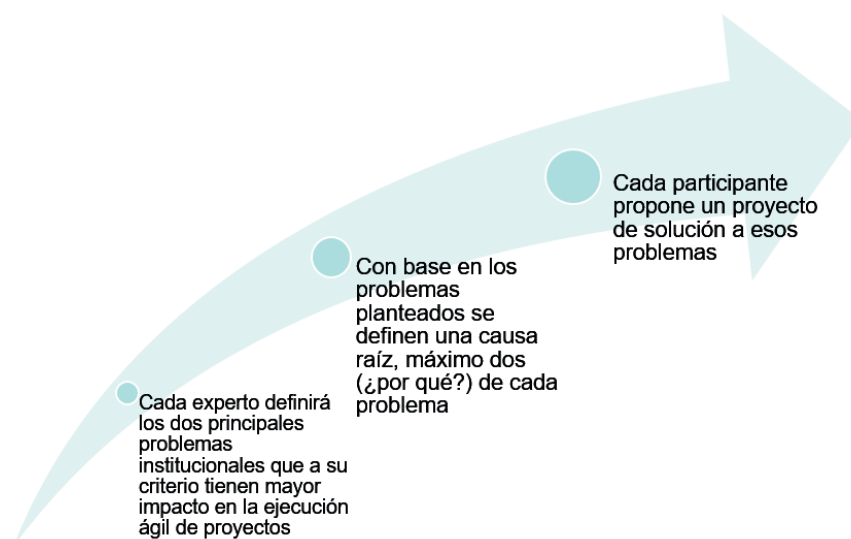 Cada experto definirá
los dos principales
problemas
institucionales que a su
criterio tienen mayor
impacto en la ejecución
ágil de proyectos
Con base en los
problemas
planteados se
definen una causa
raíz, máximo dos
(¿por qué?) de cada
problema
Cada participante
propone un proyecto
de solución a esos
problemas